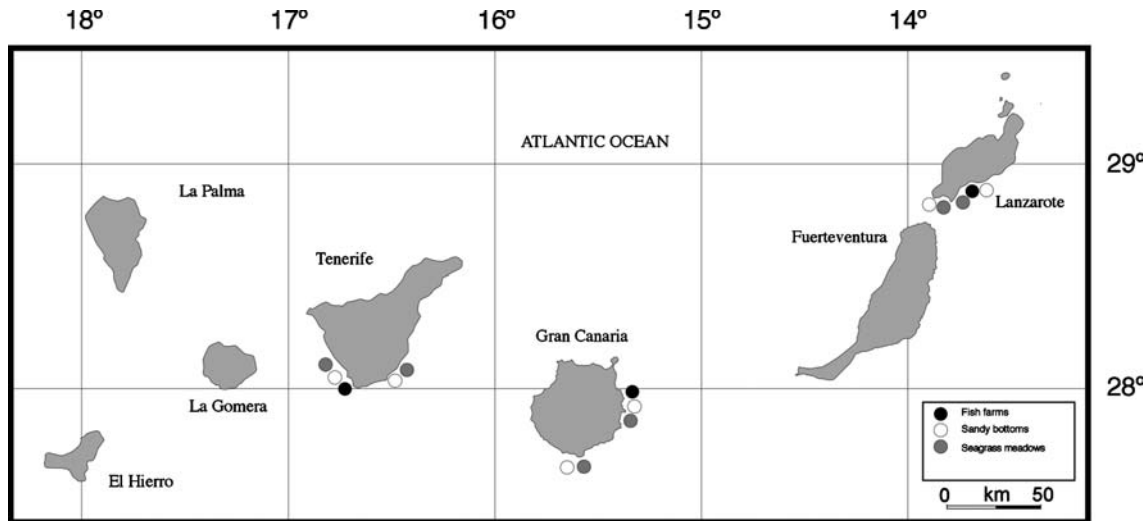 18º 17º 16º 15º 14º
ATLANTIC OCEAN
29º
La Palma
Lanzarote
Fuerteventura
Tenerife
Gran Canaria
28º
La Gomera
Fish farms
Sandy bottoms
Seagrass meadows
El Hierro
0 km 50